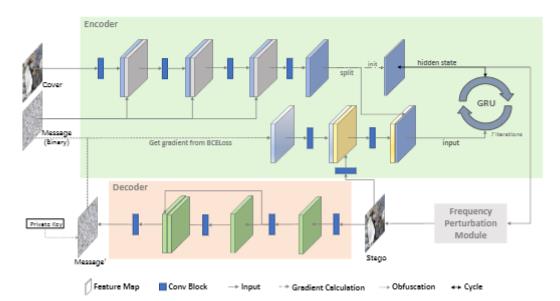 Encoder
Cover
Message
(Binary)
split
init
hidden state
GRU
7 iterations
input
Get gradient from BCELoss
Decoder
Private Key
Message'
Stego
Frequency
Perturbation
Module
Feature Map
Conv Block
Input
Gradient Calculation
Obfuscation
Cycle